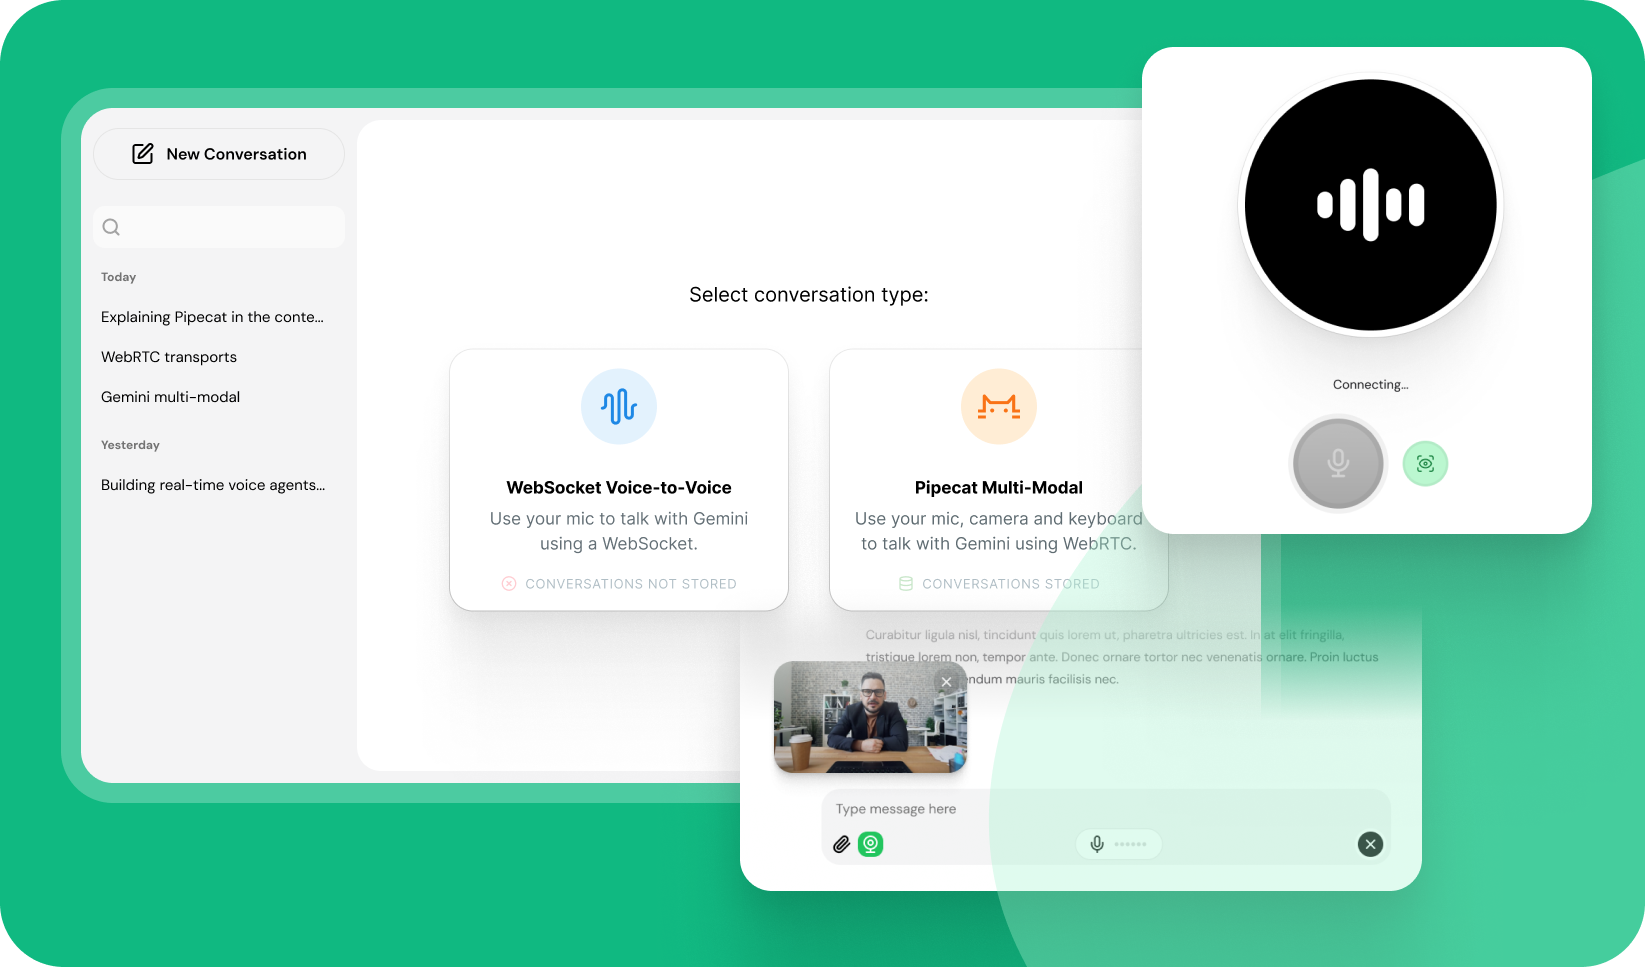 New Conversation
Today
Explaining Pipecat in the conte...
WebRTC transports
Gemini multi-modal
Yesterday
Building real-time voice agents...
Select conversation type:
WebSocket Voice-to-Voice
Use your mic to talk with Gemini
using a WebSocket.
CONVERSATIONS NOT STORED
Pipecat Multi-Modal
Use your mic, camera and keyboard
to talk with Gemini using WebRTC.
CONVERSATIONS STORED
Connecting...
Curabitur ligula nisl, tincidunt quis lorem ut, pharetra ultricies est. In at elit fringilla,
tristique lorem non, tempor ante. Donec ornare tortor nec venenatis ornare. Proin luctus
mauris facilisis nec.
Type message here